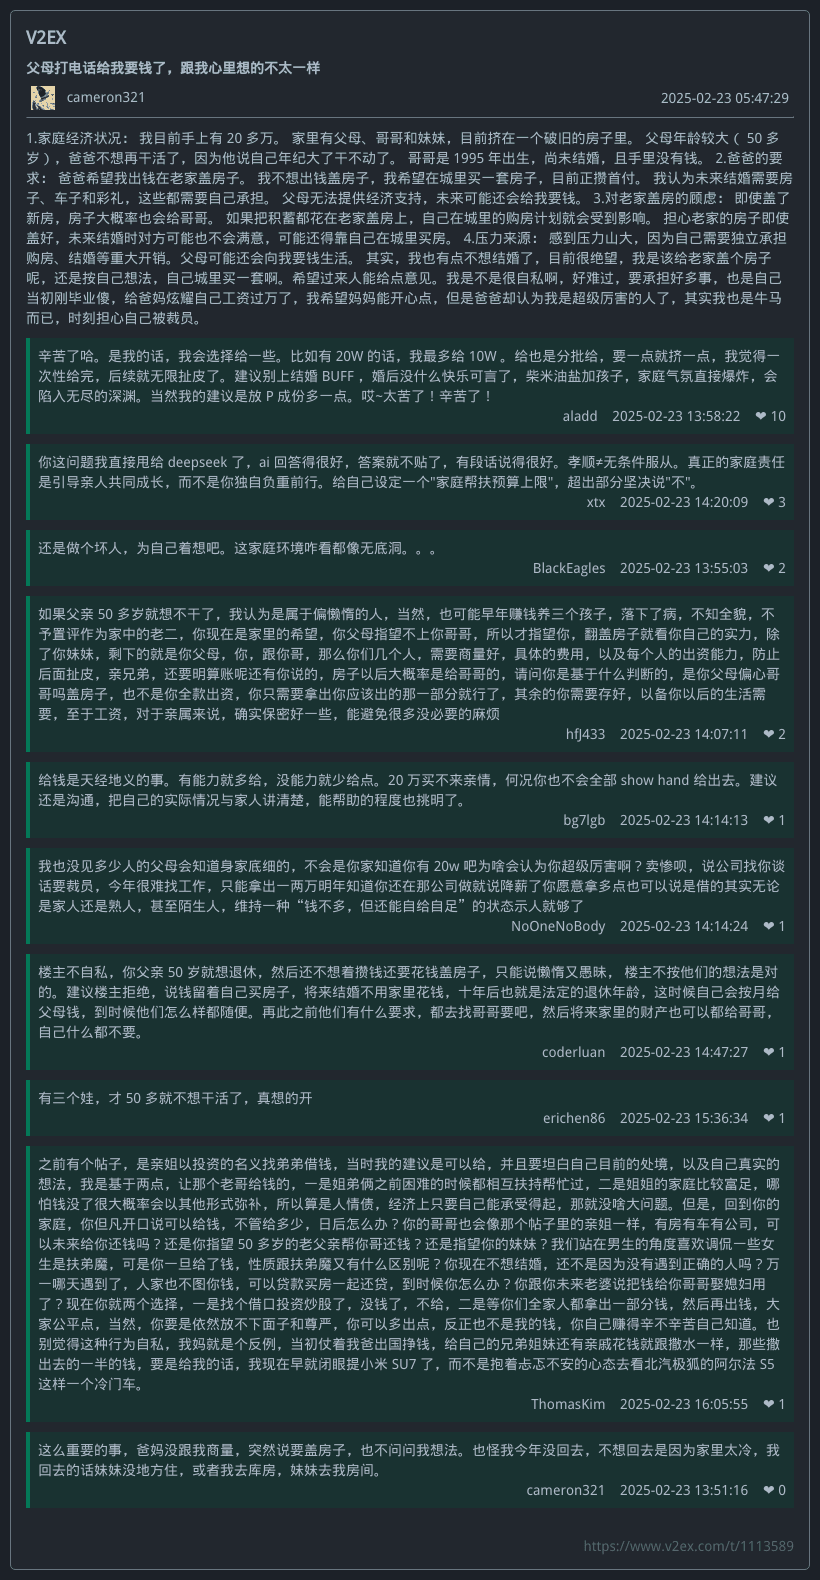 V2EX
父母打电话给我要钱了，跟我心里想的不太一样
cameron321 2025-02-23 05:47:29
1.家庭经济状况： 我目前手上有 20 多万。 家里有父母、哥哥和妹妹，目前挤在一个破旧的房子里。 父母年龄较大（ 50 多
岁），爸爸不想再干活了，因为他说自己年纪大了干不动了。 哥哥是 1995 年出生，尚未结婚，且手里没有钱。 2.爸爸的要
求： 爸爸希望我出钱在老家盖房子。 我不想出钱盖房子，我希望在城里买一套房子，目前正攒首付。 我认为未来结婚需要房
子、车子和彩礼，这些都需要自己承担。 父母无法提供经济支持，未来可能还会给我要钱。 3.对老家盖房的顾虑： 即使盖了
新房，房子大概率也会给哥哥。 如果把积蓄都花在老家盖房上，自己在城里的购房计划就会受到影响。 担心老家的房子即使
盖好，未来结婚时对方可能也不会满意，可能还得靠自己在城里买房。 4.压力来源： 感到压力山大，因为自己需要独立承担
购房、结婚等重大开销。父母可能还会向我要钱生活。 其实，我也有点不想结婚了，目前很绝望，我是该给老家盖个房子
呢，还是按自己想法，自己城里买一套啊。希望过来人能给点意见。我是不是很自私啊，好难过，要承担好多事，也是自己
当初刚毕业傻，给爸妈炫耀自己工资过万了，我希望妈妈能开心点，但是爸爸却认为我是超级厉害的人了，其实我也是牛马
而已，时刻担心自己被裁员。
辛苦了哈。是我的话，我会选择给一些。比如有 20W 的话，我最多给 10W 。给也是分批给，要一点就挤一点，我觉得一
次性给完，后续就无限扯皮了。建议别上结婚 BUFF ，婚后没什么快乐可言了，柴米油盐加孩子，家庭气氛直接爆炸，会
陷入无尽的深渊。当然我的建议是放 P 成份多一点。哎~太苦了！辛苦了！
aladd 2025-02-23 13:58:22 ❤ 10
你这问题我直接甩给 deepseek 了，ai 回答得很好，答案就不贴了，有段话说得很好。孝顺≠无条件服从。真正的家庭责任
是引导亲人共同成长，而不是你独自负重前行。给自己设定一个"家庭帮扶预算上限"，超出部分坚决说"不"。
xtx 2025-02-23 14:20:09 ❤ 3
还是做个坏人，为自己着想吧。这家庭环境咋看都像无底洞。。。
BlackEagles 2025-02-23 13:55:03 ❤ 2
如果父亲 50 多岁就想不干了，我认为是属于偏懒惰的人，当然，也可能早年赚钱养三个孩子，落下了病，不知全貌，不
予置评作为家中的老二，你现在是家里的希望，你父母指望不上你哥哥，所以才指望你，翻盖房子就看你自己的实力，除
了你妹妹，剩下的就是你父母，你，跟你哥，那么你们几个人，需要商量好，具体的费用，以及每个人的出资能力，防止
后面扯皮，亲兄弟，还要明算账呢还有你说的，房子以后大概率是给哥哥的，请问你是基于什么判断的，是你父母偏心哥
哥吗盖房子，也不是你全款出资，你只需要拿出你应该出的那一部分就行了，其余的你需要存好，以备你以后的生活需
要，至于工资，对于亲属来说，确实保密好一些，能避免很多没必要的麻烦
hfJ433 2025-02-23 14:07:11 ❤ 2
给钱是天经地义的事。有能力就多给，没能力就少给点。20 万买不来亲情，何况你也不会全部 show hand 给出去。建议
还是沟通，把自己的实际情况与家人讲清楚，能帮助的程度也挑明了。
bg7lgb 2025-02-23 14:14:13 ❤ 1
我也没见多少人的父母会知道身家底细的，不会是你家知道你有 20w 吧为啥会认为你超级厉害啊？卖惨呗，说公司找你谈
话要裁员，今年很难找工作，只能拿出一两万明年知道你还在那公司做就说降薪了你愿意拿多点也可以说是借的其实无论
是家人还是熟人，甚至陌生人，维持一种“钱不多，但还能自给自足”的状态示人就够了
NoOneNoBody 2025-02-23 14:14:24 ❤ 1
楼主不自私，你父亲 50 岁就想退休，然后还不想着攒钱还要花钱盖房子，只能说懒惰又愚昧， 楼主不按他们的想法是对
的。建议楼主拒绝，说钱留着自己买房子，将来结婚不用家里花钱，十年后也就是法定的退休年龄，这时候自己会按月给
父母钱，到时候他们怎么样都随便。再此之前他们有什么要求，都去找哥哥要吧，然后将来家里的财产也可以都给哥哥，
自己什么都不要。
coderluan 2025-02-23 14:47:27 ❤ 1
有三个娃，才 50 多就不想干活了，真想的开
erichen86 2025-02-23 15:36:34 ❤ 1
之前有个帖子，是亲姐以投资的名义找弟弟借钱，当时我的建议是可以给，并且要坦白自己目前的处境，以及自己真实的
想法，我是基于两点，让那个老哥给钱的，一是姐弟俩之前困难的时候都相互扶持帮忙过，二是姐姐的家庭比较富足，哪
怕钱没了很大概率会以其他形式弥补，所以算是人情债，经济上只要自己能承受得起，那就没啥大问题。但是，回到你的
家庭，你但凡开口说可以给钱，不管给多少，日后怎么办？你的哥哥也会像那个帖子里的亲姐一样，有房有车有公司，可
以未来给你还钱吗？还是你指望 50 多岁的老父亲帮你哥还钱？还是指望你的妹妹？我们站在男生的角度喜欢调侃一些女
生是扶弟魔，可是你一旦给了钱，性质跟扶弟魔又有什么区别呢？你现在不想结婚，还不是因为没有遇到正确的人吗？万
一哪天遇到了，人家也不图你钱，可以贷款买房一起还贷，到时候你怎么办？你跟你未来老婆说把钱给你哥哥娶媳妇用
了？现在你就两个选择，一是找个借口投资炒股了，没钱了，不给，二是等你们全家人都拿出一部分钱，然后再出钱，大
家公平点，当然，你要是依然放不下面子和尊严，你可以多出点，反正也不是我的钱，你自己赚得辛不辛苦自己知道。也
别觉得这种行为自私，我妈就是个反例，当初仗着我爸出国挣钱，给自己的兄弟姐妹还有亲戚花钱就跟撒水一样，那些撒
出去的一半的钱，要是给我的话，我现在早就闭眼提小米 SU7 了，而不是抱着忐忑不安的心态去看北汽极狐的阿尔法 S5
这样一个冷门车。
ThomasKim 2025-02-23 16:05:55 ❤ 1
这么重要的事，爸妈没跟我商量，突然说要盖房子，也不问问我想法。也怪我今年没回去，不想回去是因为家里太冷，我
回去的话妹妹没地方住，或者我去库房，妹妹去我房间。
cameron321 2025-02-23 13:51:16 ❤ 0
https://www.v2ex.com/t/1113589